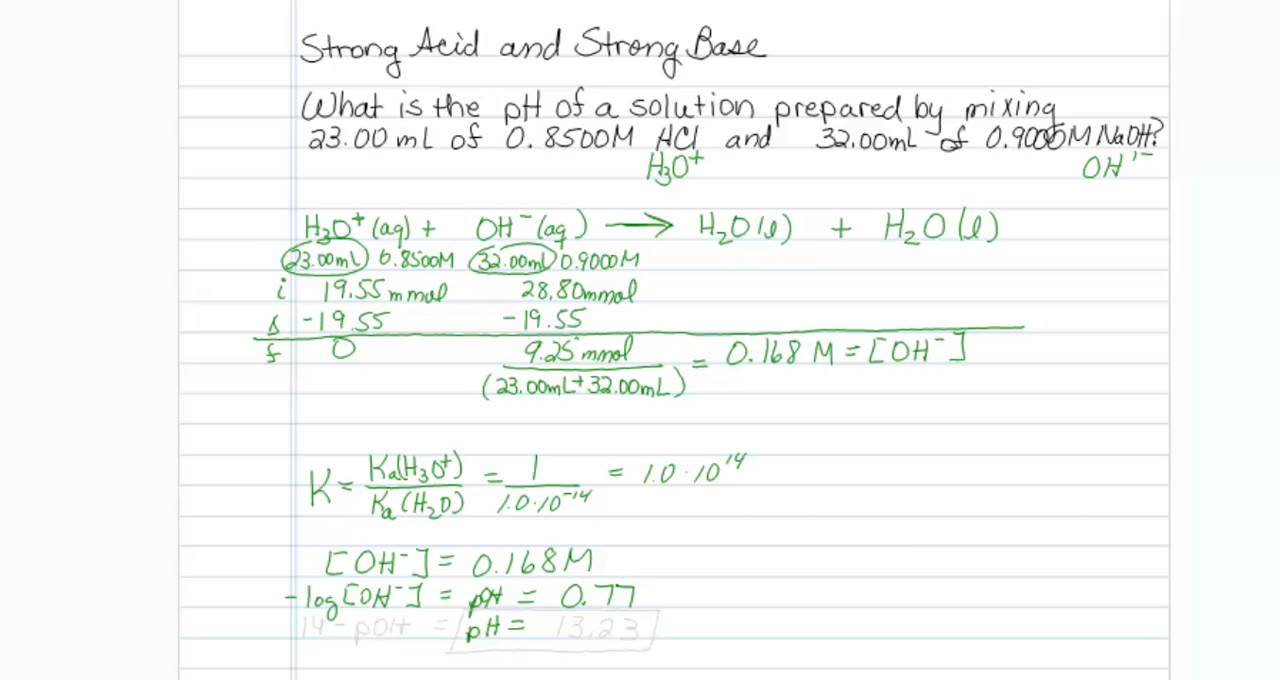 Strong Acid and Strong Base
What is the pH of a solution prepared by mixing
23.00 mL of 0.8500M HCl and 32.00mL of 0.9000M NaOH?
H₃O⁺ OH¹⁻
H₃O⁺(aq) + OH⁻(aq) → H₂O(l) + H₂O(l)
23.00mL 0.8500M 32.00mL 0.9000M
i 19.55 mmol 28.80mmol
Δ -19.55 -19.55
f 0 9.25 mmol / (23.00mL+32.00mL) = 0.168 M = [OH⁻]
K = Ka(H₃O⁺) / Ka(H₂O) = 1 / 1.0·10⁻¹⁴ = 1.0·10¹⁴
[OH⁻] = 0.168M
-log[OH⁻] = pOH = 0.77
14 - pOH = pH = 13.23